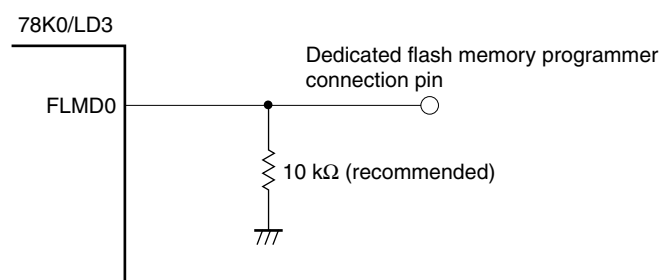 78K0/LD3
Dedicated flash memory programmer
connection pin
FLMD0
10 kΩ (recommended)